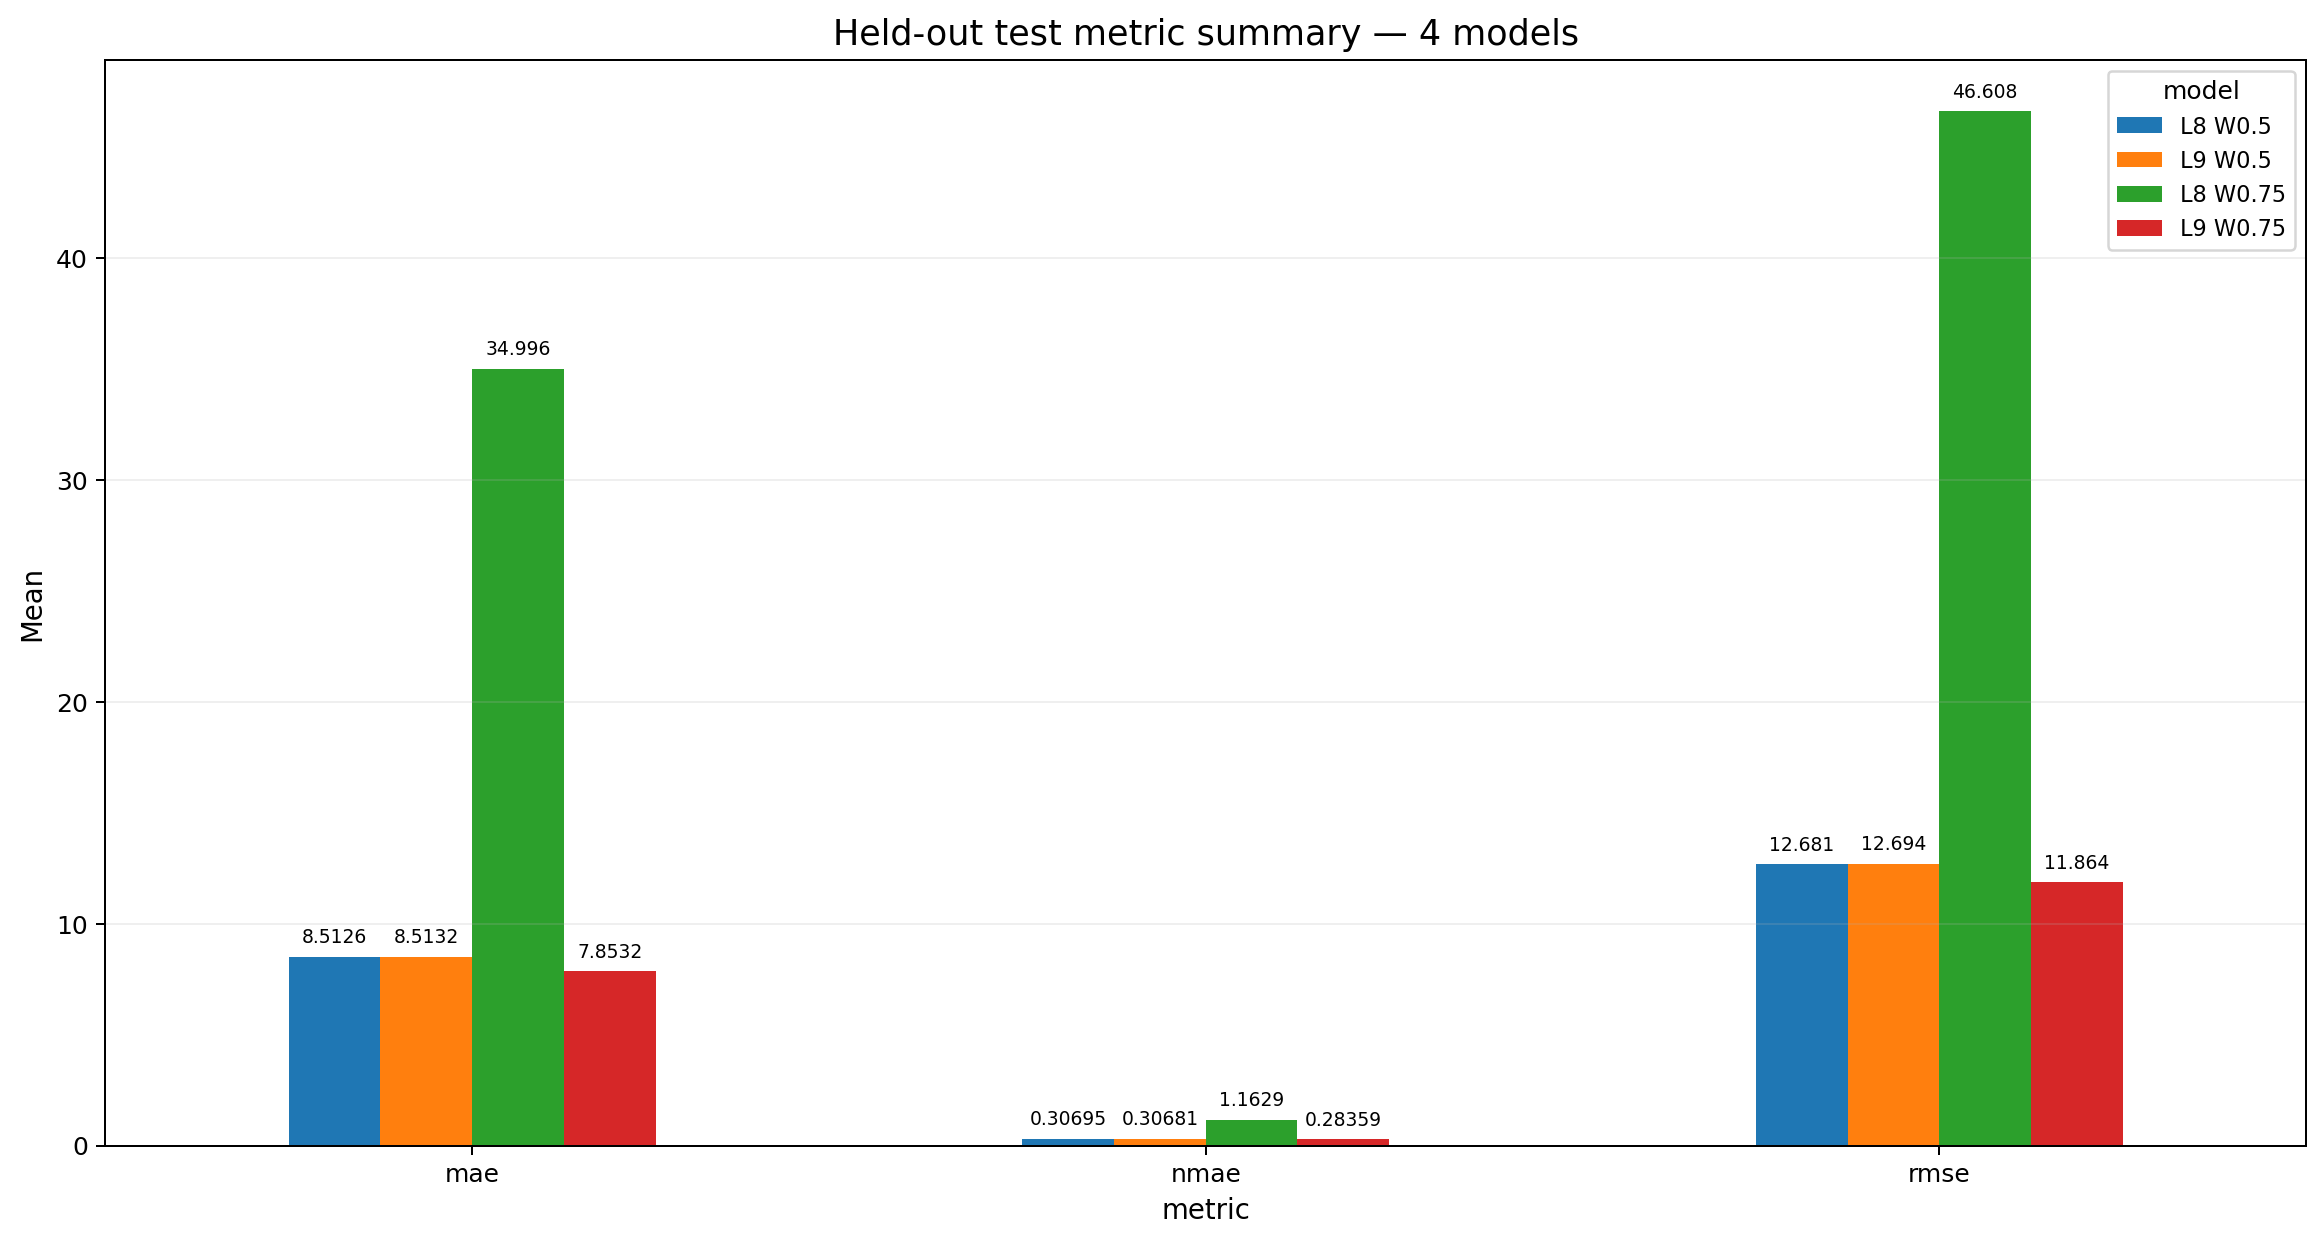 Held-out test metric summary — 4 models
model
L8 W0.5
L9 W0.5
L8 W0.75
L9 W0.75
Mean
40
30
20
10
0
8.5126
8.5132
34.996
7.8532
0.30695
0.30681
1.1629
0.28359
12.681
12.694
46.608
11.864
mae
nmae
rmse
metric